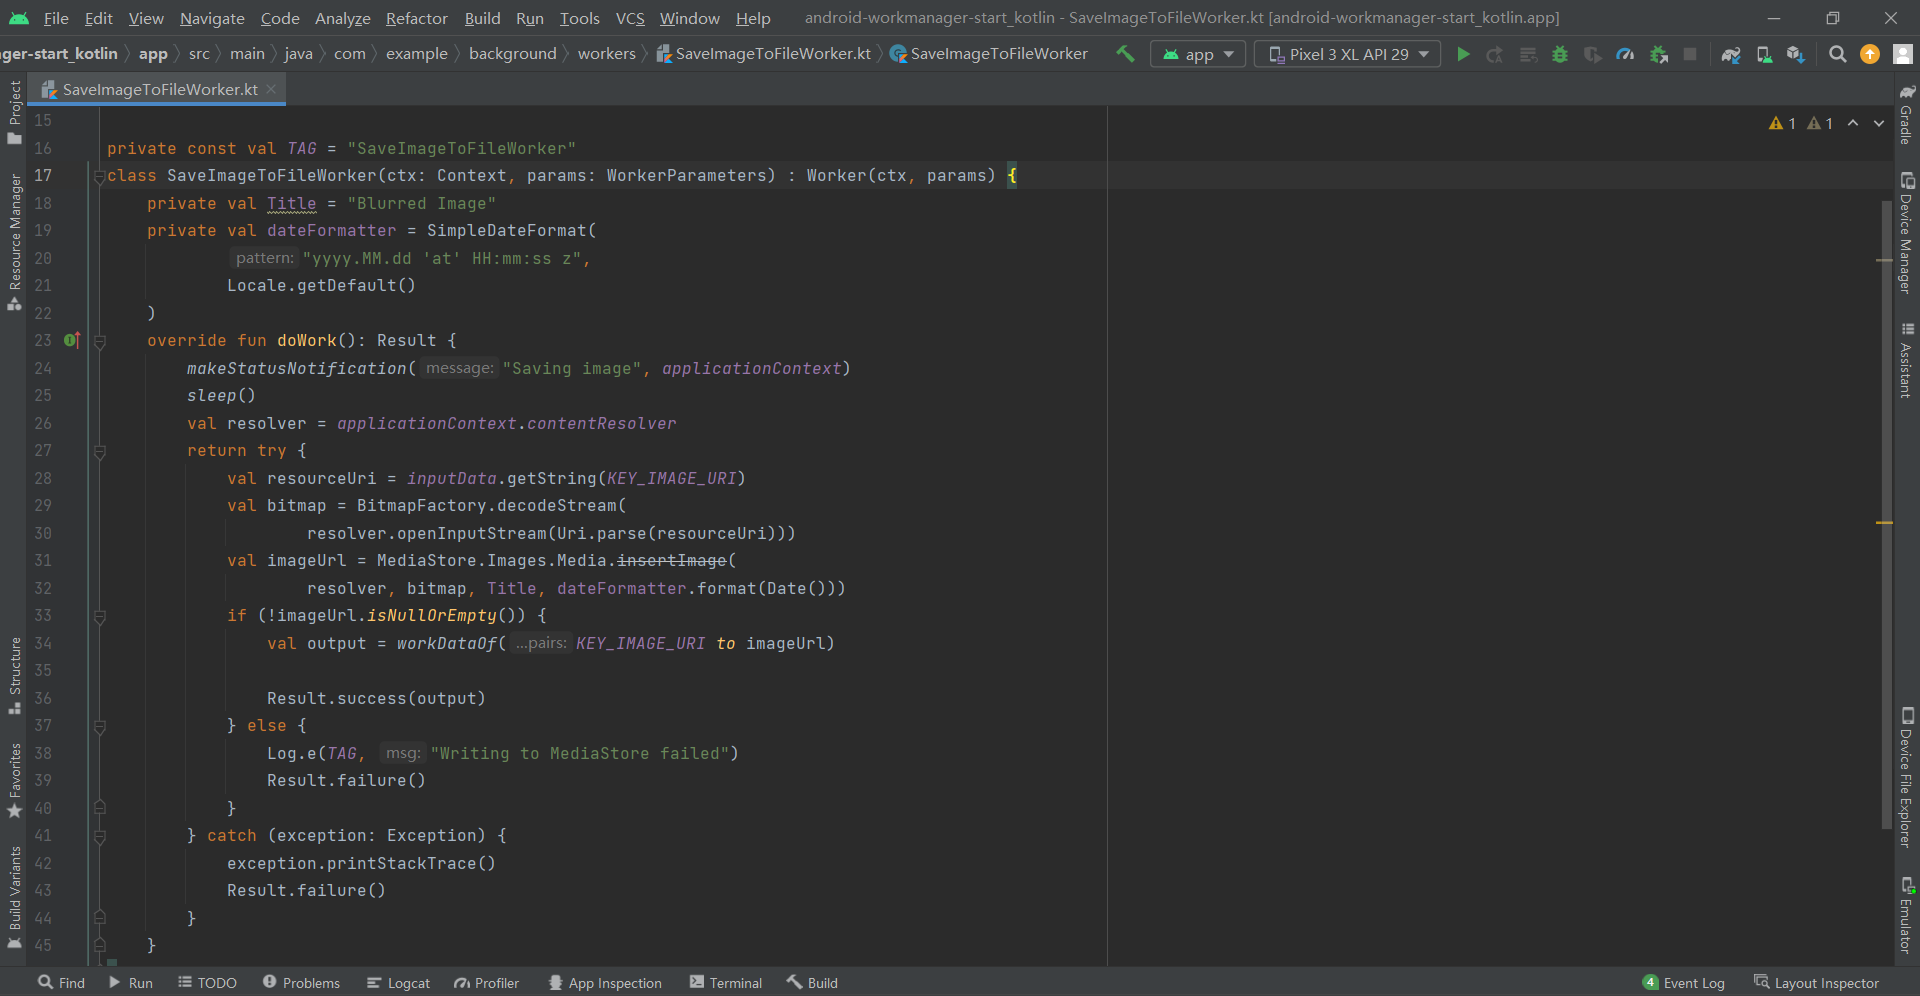 File Edit View Navigate Code Analyze Refactor Build Run Tools VCS Window Help android-workmanager-start_kotlin - SaveImageToFileWorker.kt [android-workmanager-start_kotlin.app]
ager-start_kotlin app src main java com example background workers SaveImageToFileWorker.kt SaveImageToFileWorker app Pixel 3 XL API 29
SaveImageToFileWorker.kt
1 1
15
16 private const val TAG = "SaveImageToFileWorker"
17 class SaveImageToFileWorker(ctx: Context, params: WorkerParameters) : Worker(ctx, params) {
18 private val Title = "Blurred Image"
19 private val dateFormatter = SimpleDateFormat(
20 pattern: "yyyy.MM.dd 'at' HH:mm:ss z",
21 Locale.getDefault()
22 )
23 override fun doWork(): Result {
24 makeStatusNotification( message: "Saving image", applicationContext)
25 sleep()
26 val resolver = applicationContext.contentResolver
27 return try {
28 val resourceUri = inputData.getString(KEY_IMAGE_URI)
29 val bitmap = BitmapFactory.decodeStream(
30 resolver.openInputStream(Uri.parse(resourceUri)))
31 val imageUrl = MediaStore.Images.Media.insertImage(
32 resolver, bitmap, Title, dateFormatter.format(Date()))
33 if (!imageUrl.isNullOrEmpty()) {
34 val output = workDataOf( ...pairs: KEY_IMAGE_URI to imageUrl)
35
36 Result.success(output)
37 } else {
38 Log.e(TAG, msg: "Writing to MediaStore failed")
39 Result.failure()
40 }
41 } catch (exception: Exception) {
42 exception.printStackTrace()
43 Result.failure()
44 }
45 }
Project
Resource Manager
Structure
Favorites
Build Variants
Gradle
Device Manager
Assistant
Device File Explorer
Emulator
Find Run TODO Problems Logcat Profiler App Inspection Terminal Build 4 Event Log Layout Inspector